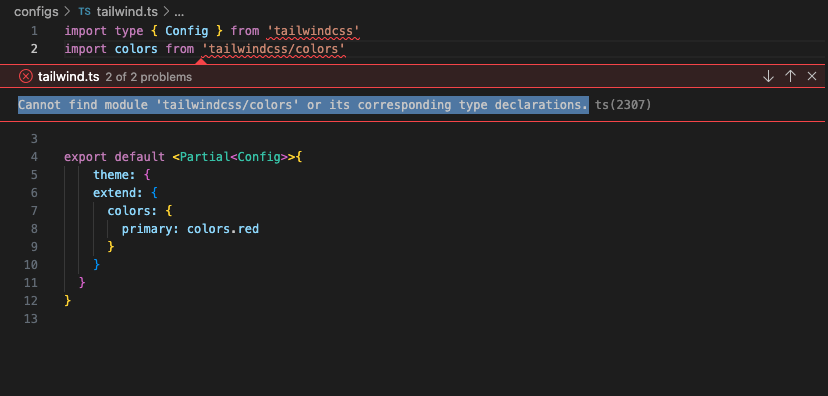 configs > TS tailwind.ts > ...
1 import type { Config } from 'tailwindcss'
2 import colors from 'tailwindcss/colors'
tailwind.ts 2 of 2 problems
Cannot find module 'tailwindcss/colors' or its corresponding type declarations. ts(2307)
3
4 export default <Partial<Config>>{
5     theme: {
6     extend: {
7       colors: {
8         primary: colors.red
9       }
10     }
11   }
12 }
13